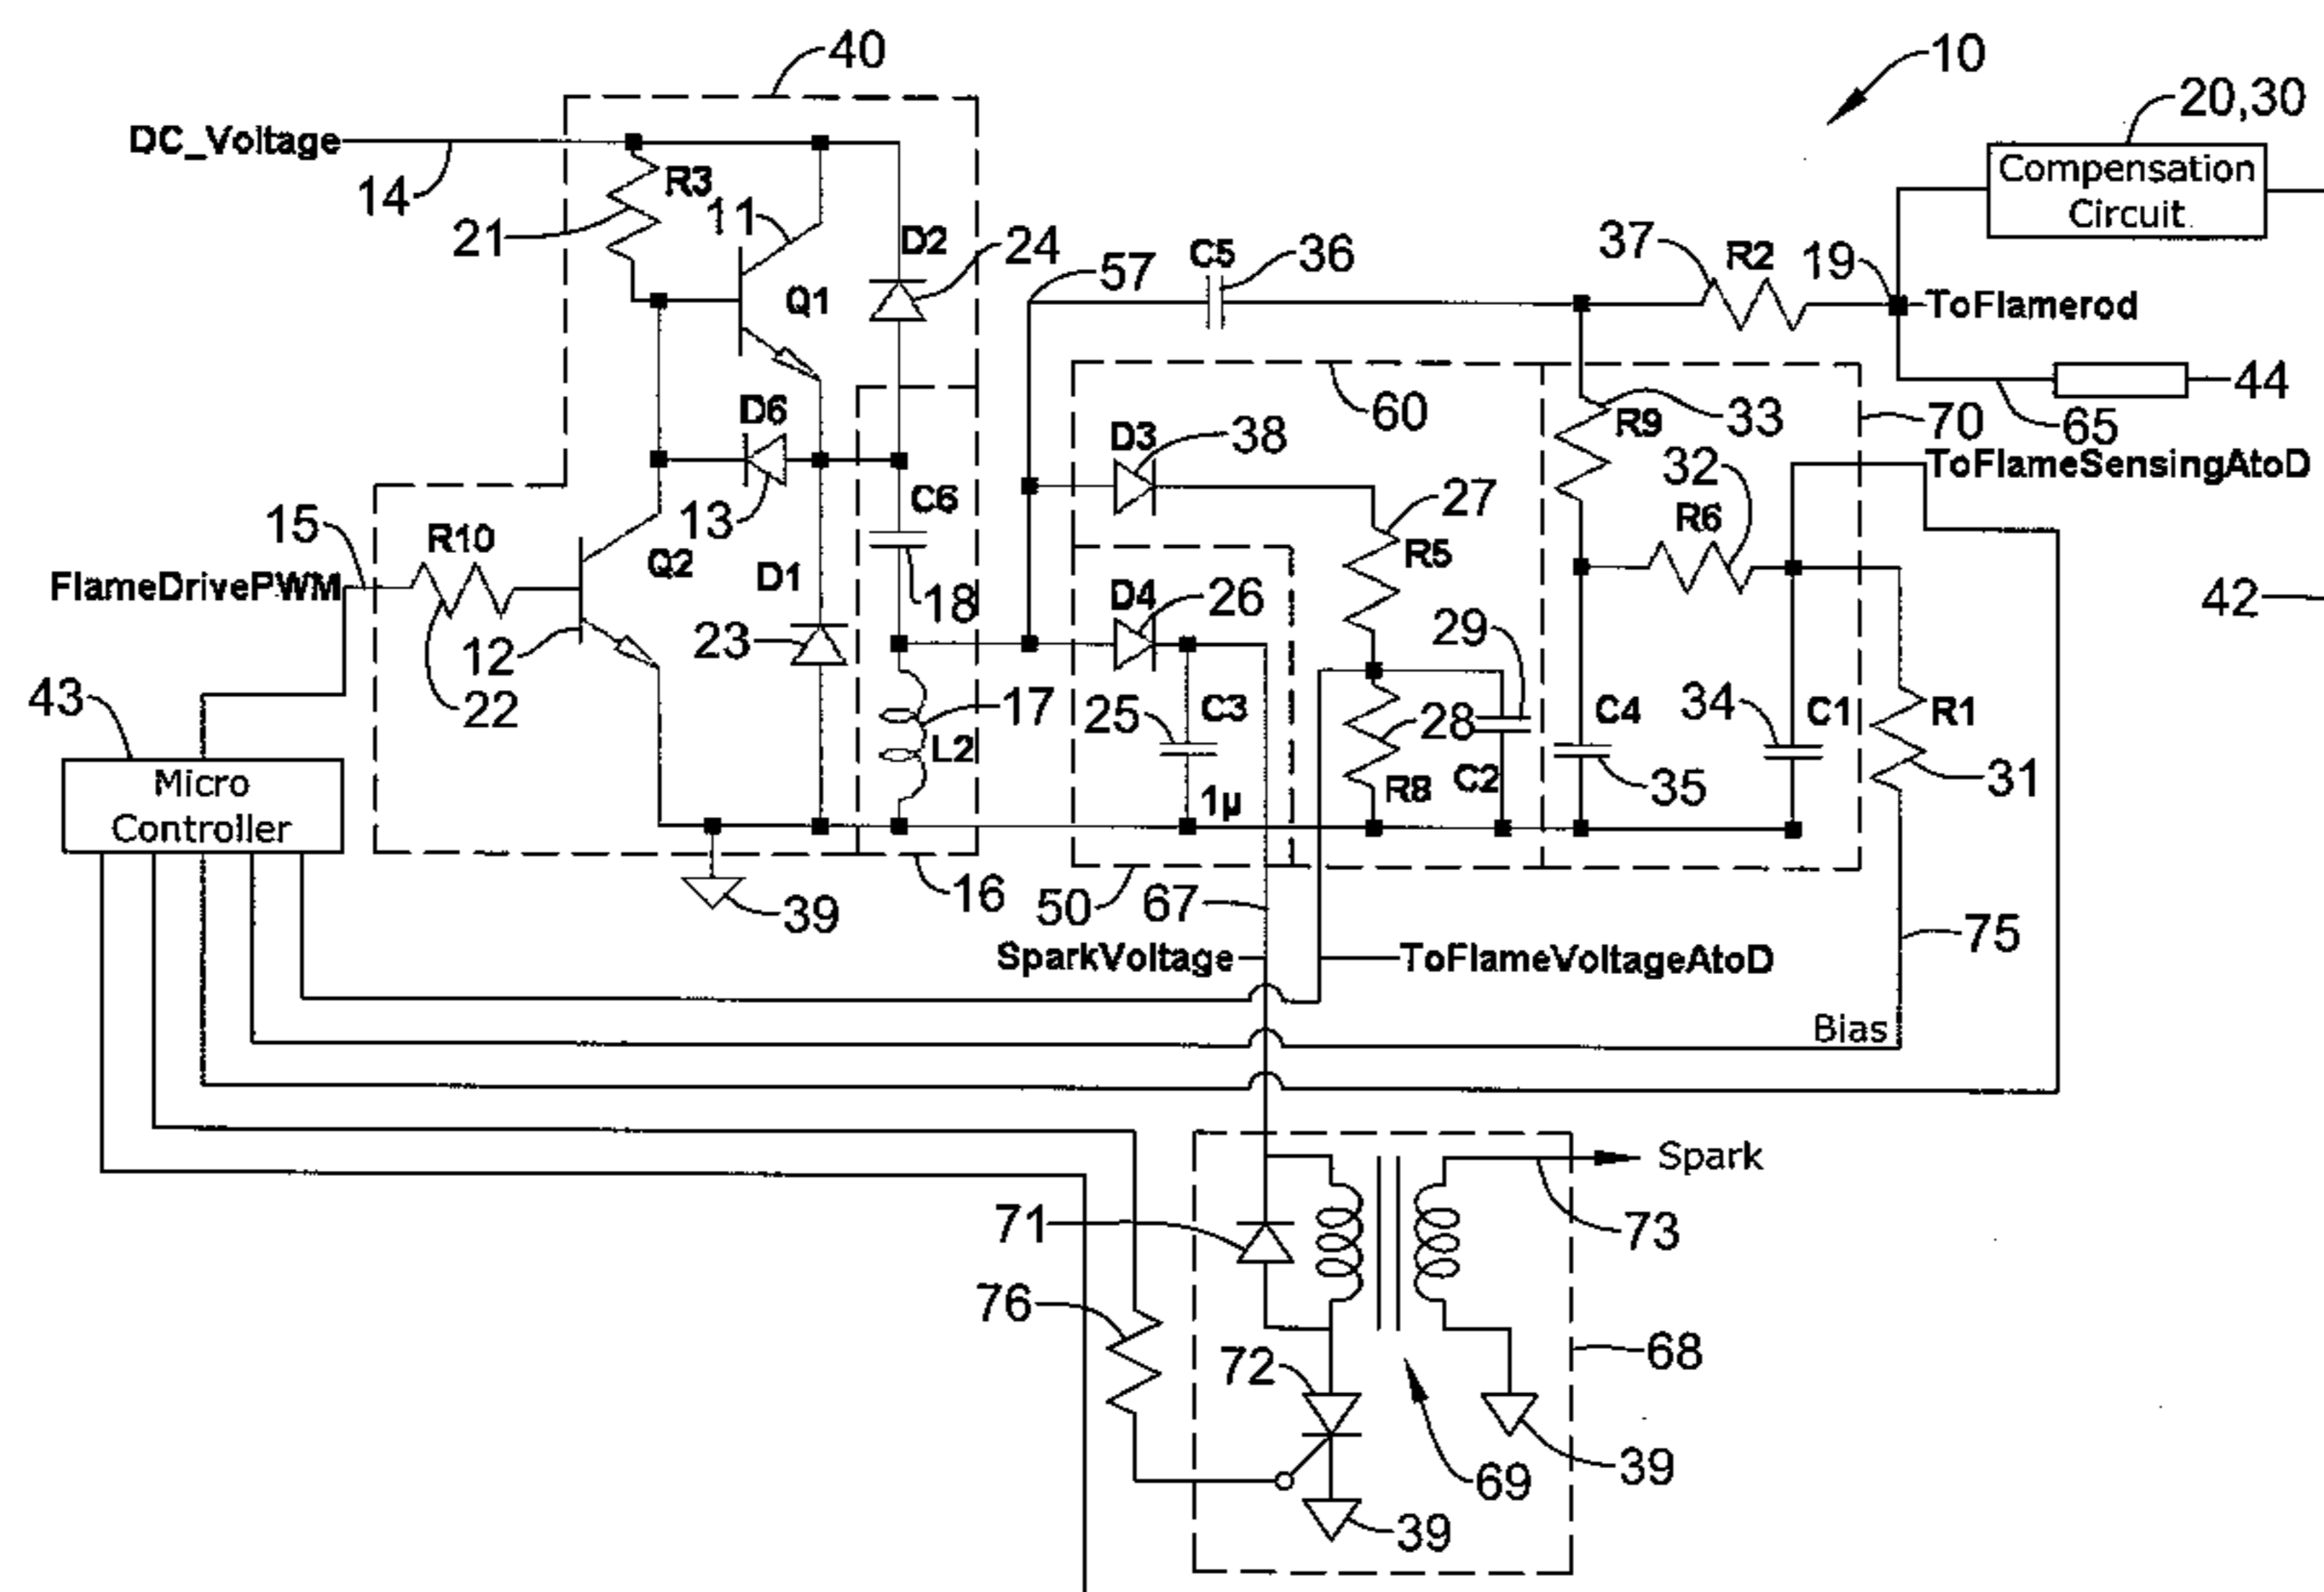 40
10
20,30
DC_Voltage
Compensation
Circuit
14
R3
11
21
D2
24
57
C5
36
37
R2
19
ToFlamerod
Q1
44
60
65
D6
D3
38
R9
33
70
ToFlameSensingAtoD
32
13
C6
27
R6
15
R10
Q2
D1
18
R5
FlameDrivePWM
D4
26
42
12
22
23
29
43
17
L2
25
C3
28
C4
34
C1
R1
Micro
Controller
1µ
R8
C2
35
31
39
16
50
67
75
SparkVoltage
ToFlameVoltageAtoD
Bias
Spark
71
73
76
72
68
69
39
39